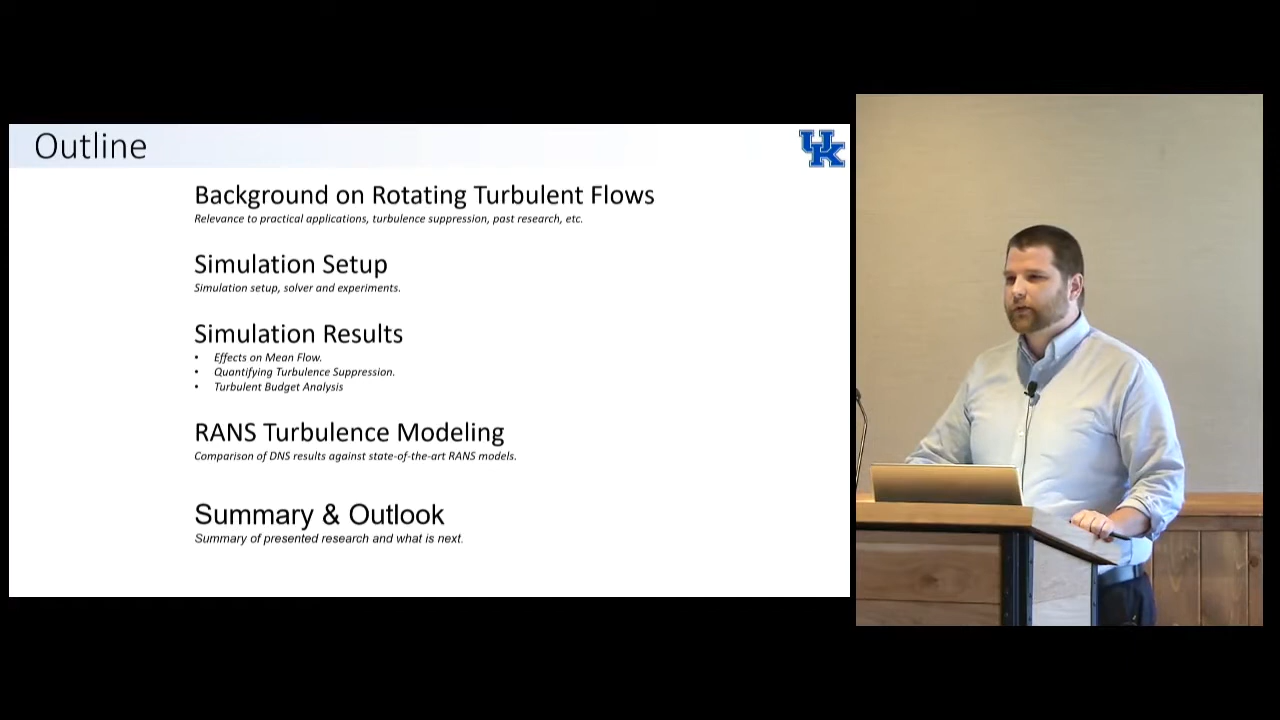 Outline
UK
Background on Rotating Turbulent Flows
Relevance to practical applications, turbulence suppression, past research, etc.
Simulation Setup
Simulation setup, solver and experiments.
Simulation Results
• Effects on Mean Flow.
• Quantifying Turbulence Suppression.
• Turbulent Budget Analysis
RANS Turbulence Modeling
Comparison of DNS results against state-of-the-art RANS models.
Summary & Outlook
Summary of presented research and what is next.